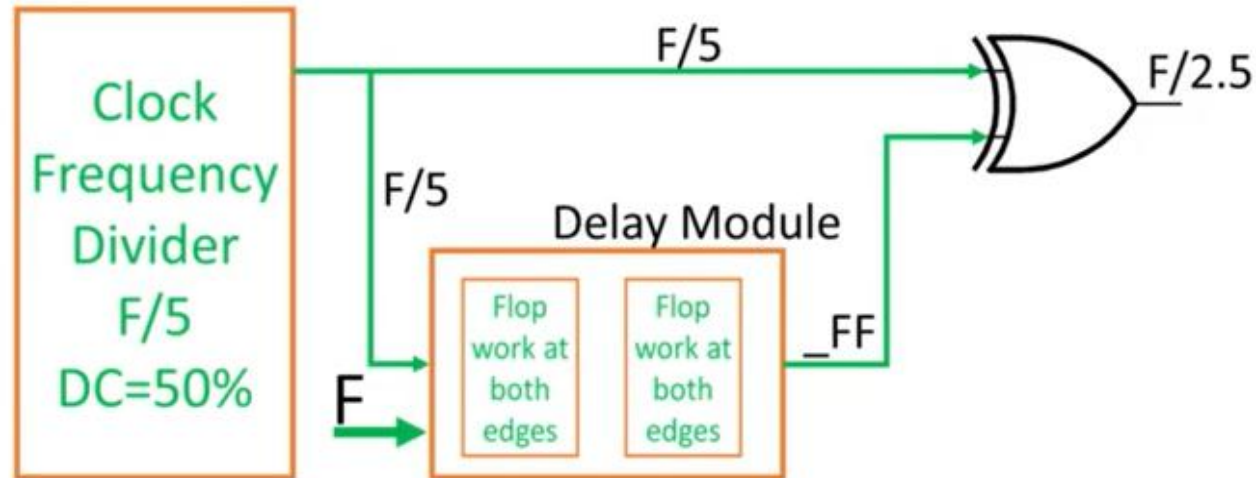 Clock
Frequency
Divider
F/5
DC=50%
F/5
F/2.5
F/5
Delay Module
F
Flop
work at
both
edges
Flop
work at
both
edges
_FF